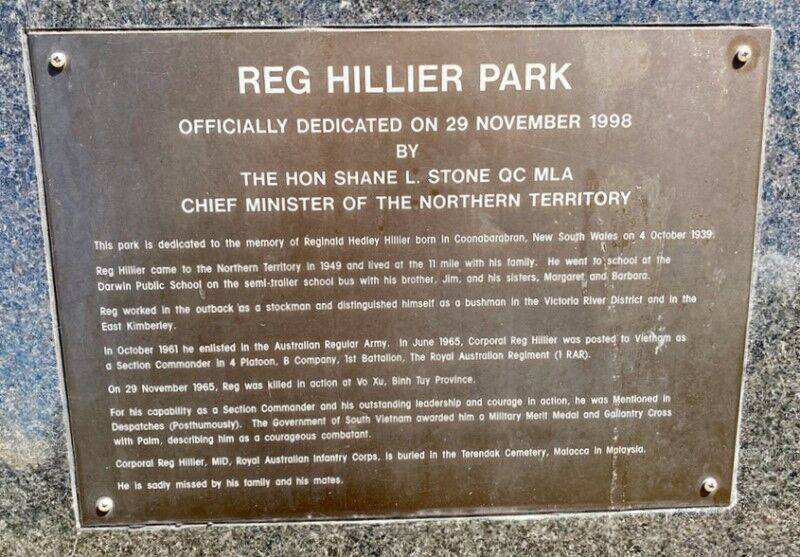 REG HILLIER PARK
OFFICIALLY DEDICATED ON 29 NOVEMBER 1998
BY
THE HON SHANE L. STONE QC MLA
CHIEF MINISTER OF THE NORTHERN TERRITORY
This park is dedicated to the memory of Reginald Hedley Hillier born in Coonabarabran, New South Wales on 4 October 1939.
Reg Hillier came to the Northern Territory in 1949 and lived at the 11 mile with his family. He went to school at the
Darwin Public School on the semi-trailer school bus with his brother, Jim, and his sisters, Margaret and Barbara.
Reg worked in the outback as a stockman and distinguished himself as a bushman in the Victoria River District and in the
East Kimberley.
In October 1961 he enlisted in the Australian Regular Army. In June 1965, Corporal Reg Hillier was posted to Vietnam as
a Section Commander in 4 Platoon, B Company, 1st Battalion, The Royal Australian Regiment (1 RAR).
On 29 November 1965, Reg was killed in action at Vo Xu, Binh Tuy Province.
For his capability as a Section Commander and his outstanding leadership and courage in action, he was Mentioned in
Despatches (Posthumously). The Government of South Vietnam awarded him a Military Merit Medal and Gallantry Cross
with Palm, describing him as a courageous combatant.
Corporal Reg Hillier, MID, Royal Australian Infantry Corps, is buried in the Terendak Cemetery, Malacca in Malaysia.
He is sadly missed by his family and his mates.